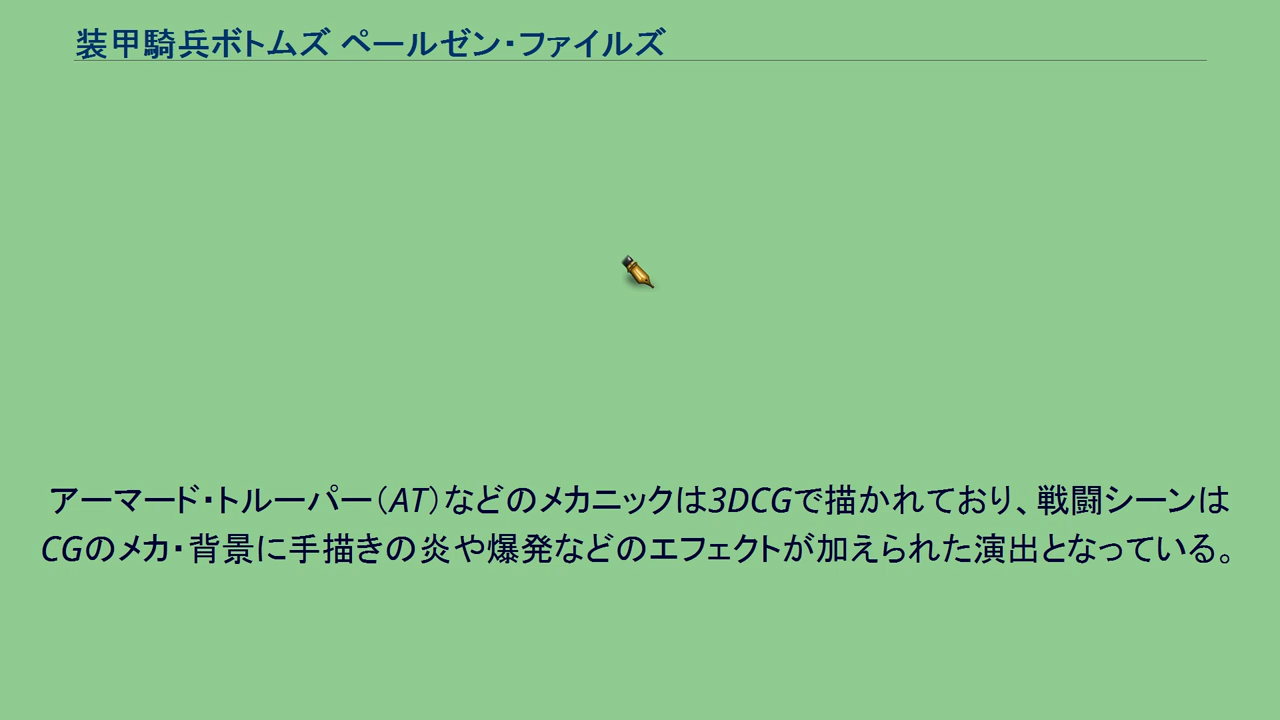 装甲騎兵ボトムズ ペールゼン・ファイルズ
アーマード・トルーパー（AT）などのメカニックは3DCGで描かれており、戦闘シーンは
CGのメカ・背景に手描きの炎や爆発などのエフェクトが加えられた演出となっている。